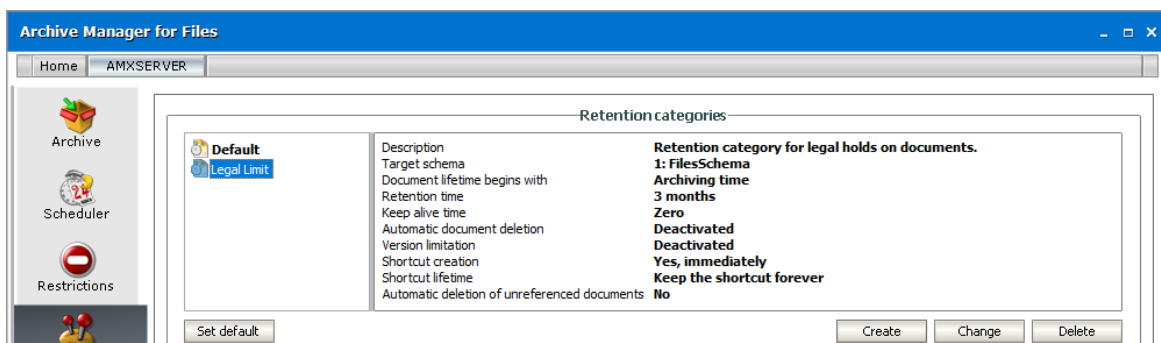 Archive Manager for Files
Home AMXSERVER
Archive
Scheduler
Restrictions
Retention categories
Default
Legal Limit
Description Retention category for legal holds on documents.
Target schema 1: FilesSchema
Document lifetime begins with Archiving time
Retention time 3 months
Keep alive time Zero
Automatic document deletion Deactivated
Version limitation Deactivated
Shortcut creation Yes, immediately
Shortcut lifetime Keep the shortcut forever
Automatic deletion of unreferenced documents No
Set default Create Change Delete